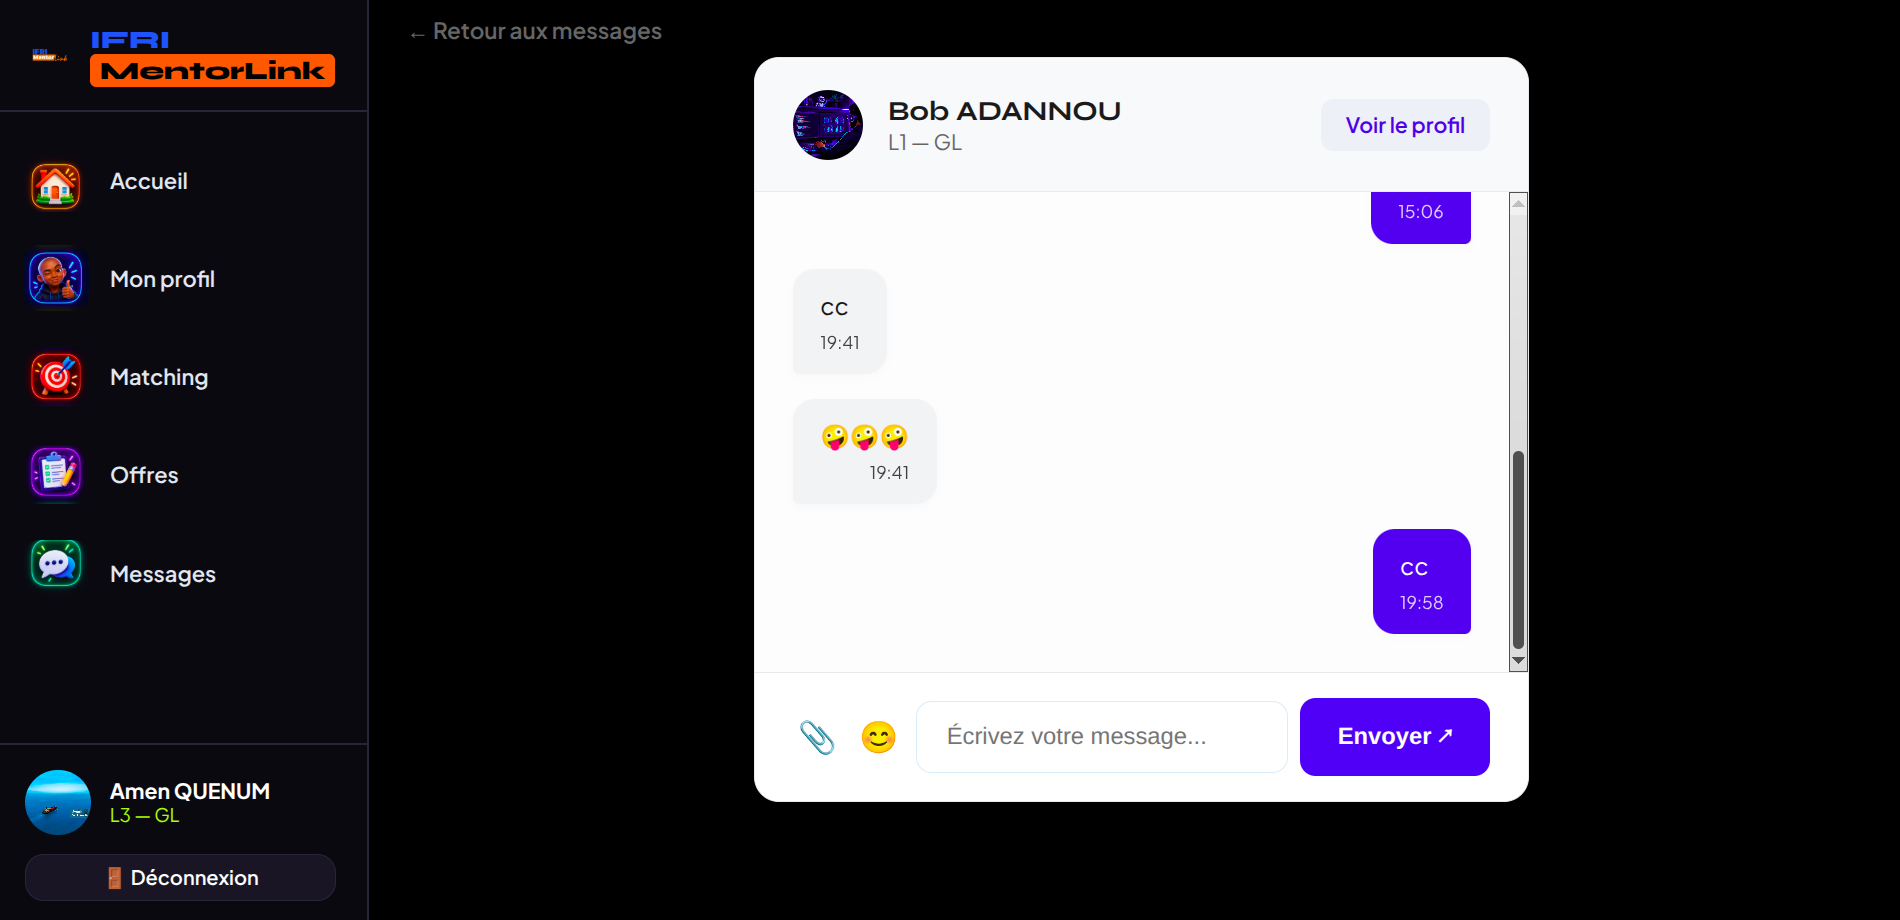 IFRI
MentorLink
Accueil
Mon profil
Matching
Offres
Messages
Amen QUENUM
L3 — GL
Déconnexion
← Retour aux messages
Bob ADANNOU
L1 — GL
Voir le profil
15:06
cc
19:41
🤪🤪🤪
19:41
cc
19:58
Écrivez votre message...
Envoyer ↗